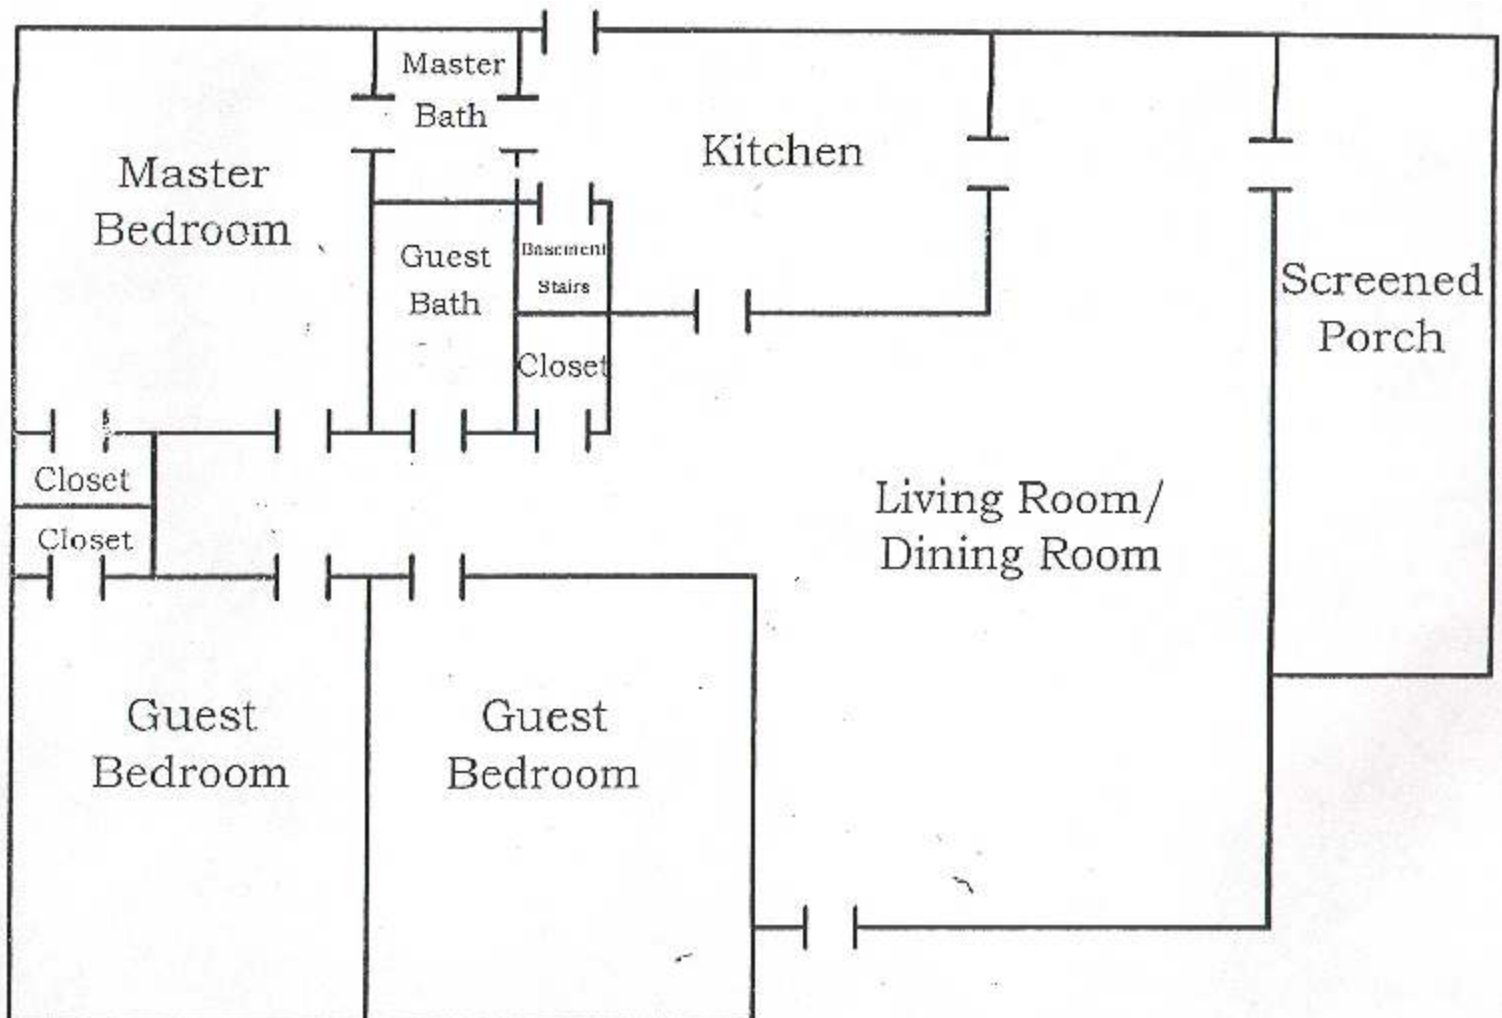 Master
Bath
Kitchen
Master
Bedroom
Guest
Bath
Basement
Stairs
Screened
Porch
Closet
Closet
Closet
Living Room/
Dining Room
Guest
Bedroom
Guest
Bedroom